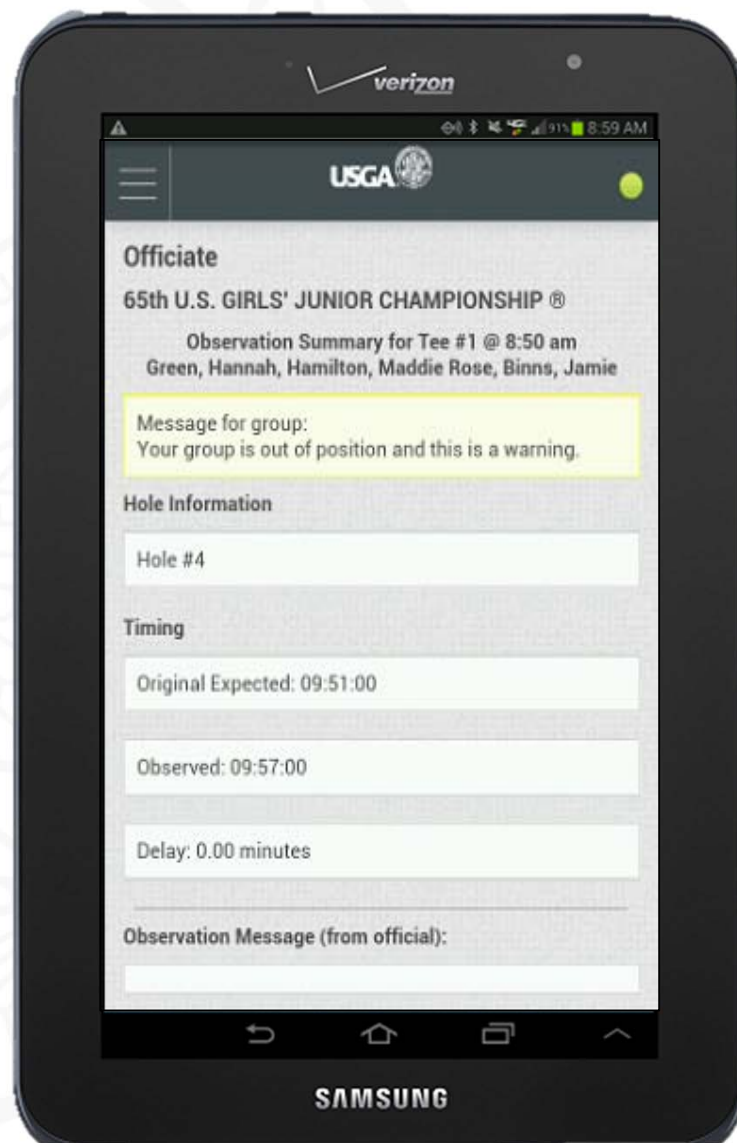 verizon
91% 8:59 AM
USGA
Officiate
65th U.S. GIRLS' JUNIOR CHAMPIONSHIP ®
Observation Summary for Tee #1 @ 8:50 am
Green, Hannah, Hamilton, Maddie Rose, Binns, Jamie
Message for group:
Your group is out of position and this is a warning.
Hole Information
Hole #4
Timing
Original Expected: 09:51:00
Observed: 09:57:00
Delay: 0.00 minutes
Observation Message (from official):
SAMSUNG